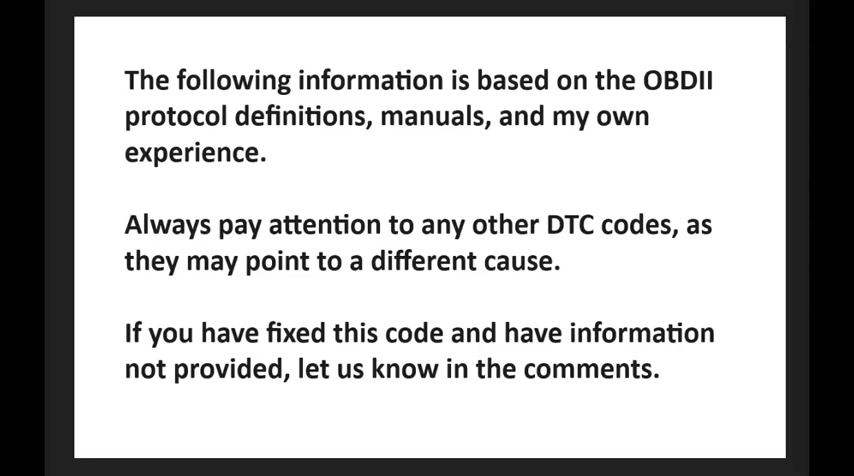 The following information is based on the OBDII
protocol definitions, manuals, and my own
experience.
Always pay attention to any other DTC codes, as
they may point to a different cause.
If you have fixed this code and have information
not provided, let us know in the comments.